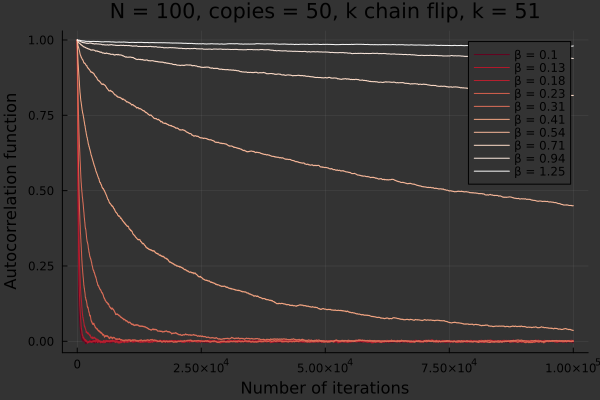 N = 100, copies = 50, k chain flip, k = 51
Autocorrelation function
1.00
0.75
0.50
0.25
0.00
β = 0.1
β = 0.13
β = 0.18
β = 0.23
β = 0.31
β = 0.41
β = 0.54
β = 0.71
β = 0.94
β = 1.25
0 2.50×10⁴ 5.00×10⁴ 7.50×10⁴ 1.00×10⁵
Number of iterations